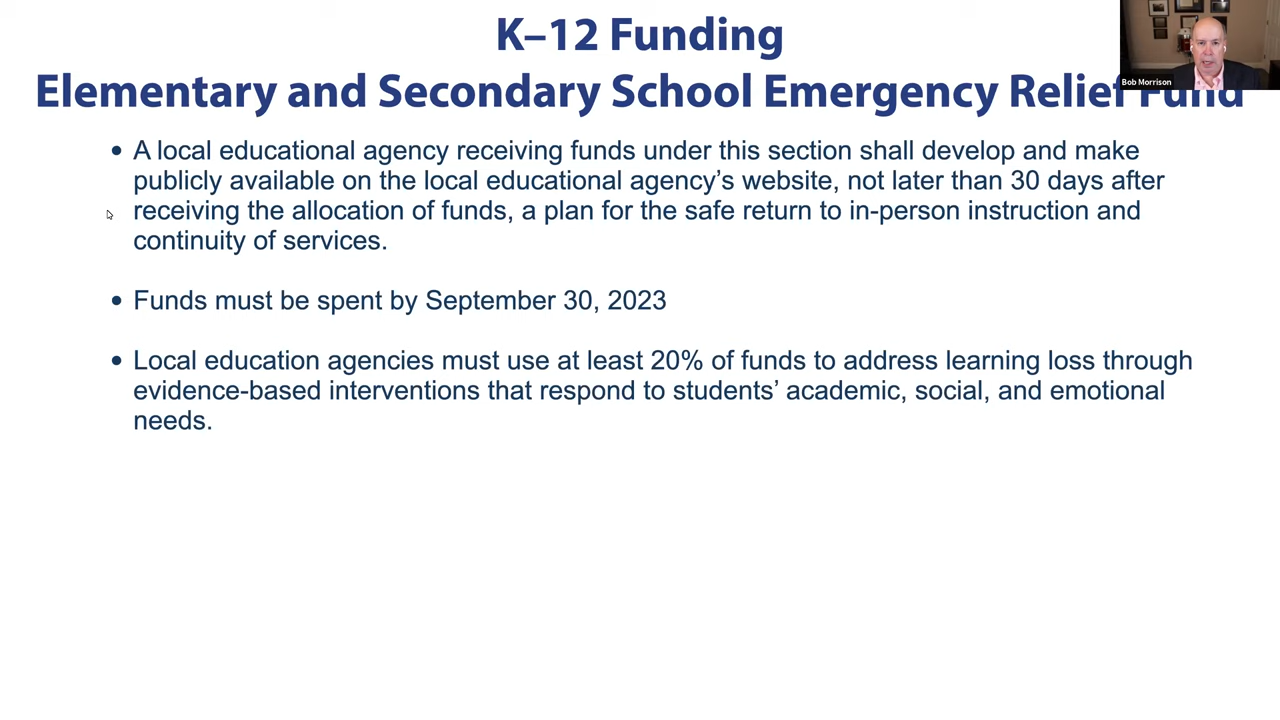 K–12 Funding
Elementary and Secondary School Emergency Relief Fund
Bob Morrison
• A local educational agency receiving funds under this section shall develop and make
publicly available on the local educational agency’s website, not later than 30 days after
receiving the allocation of funds, a plan for the safe return to in-person instruction and
continuity of services.
• Funds must be spent by September 30, 2023
• Local education agencies must use at least 20% of funds to address learning loss through
evidence-based interventions that respond to students’ academic, social, and emotional
needs.